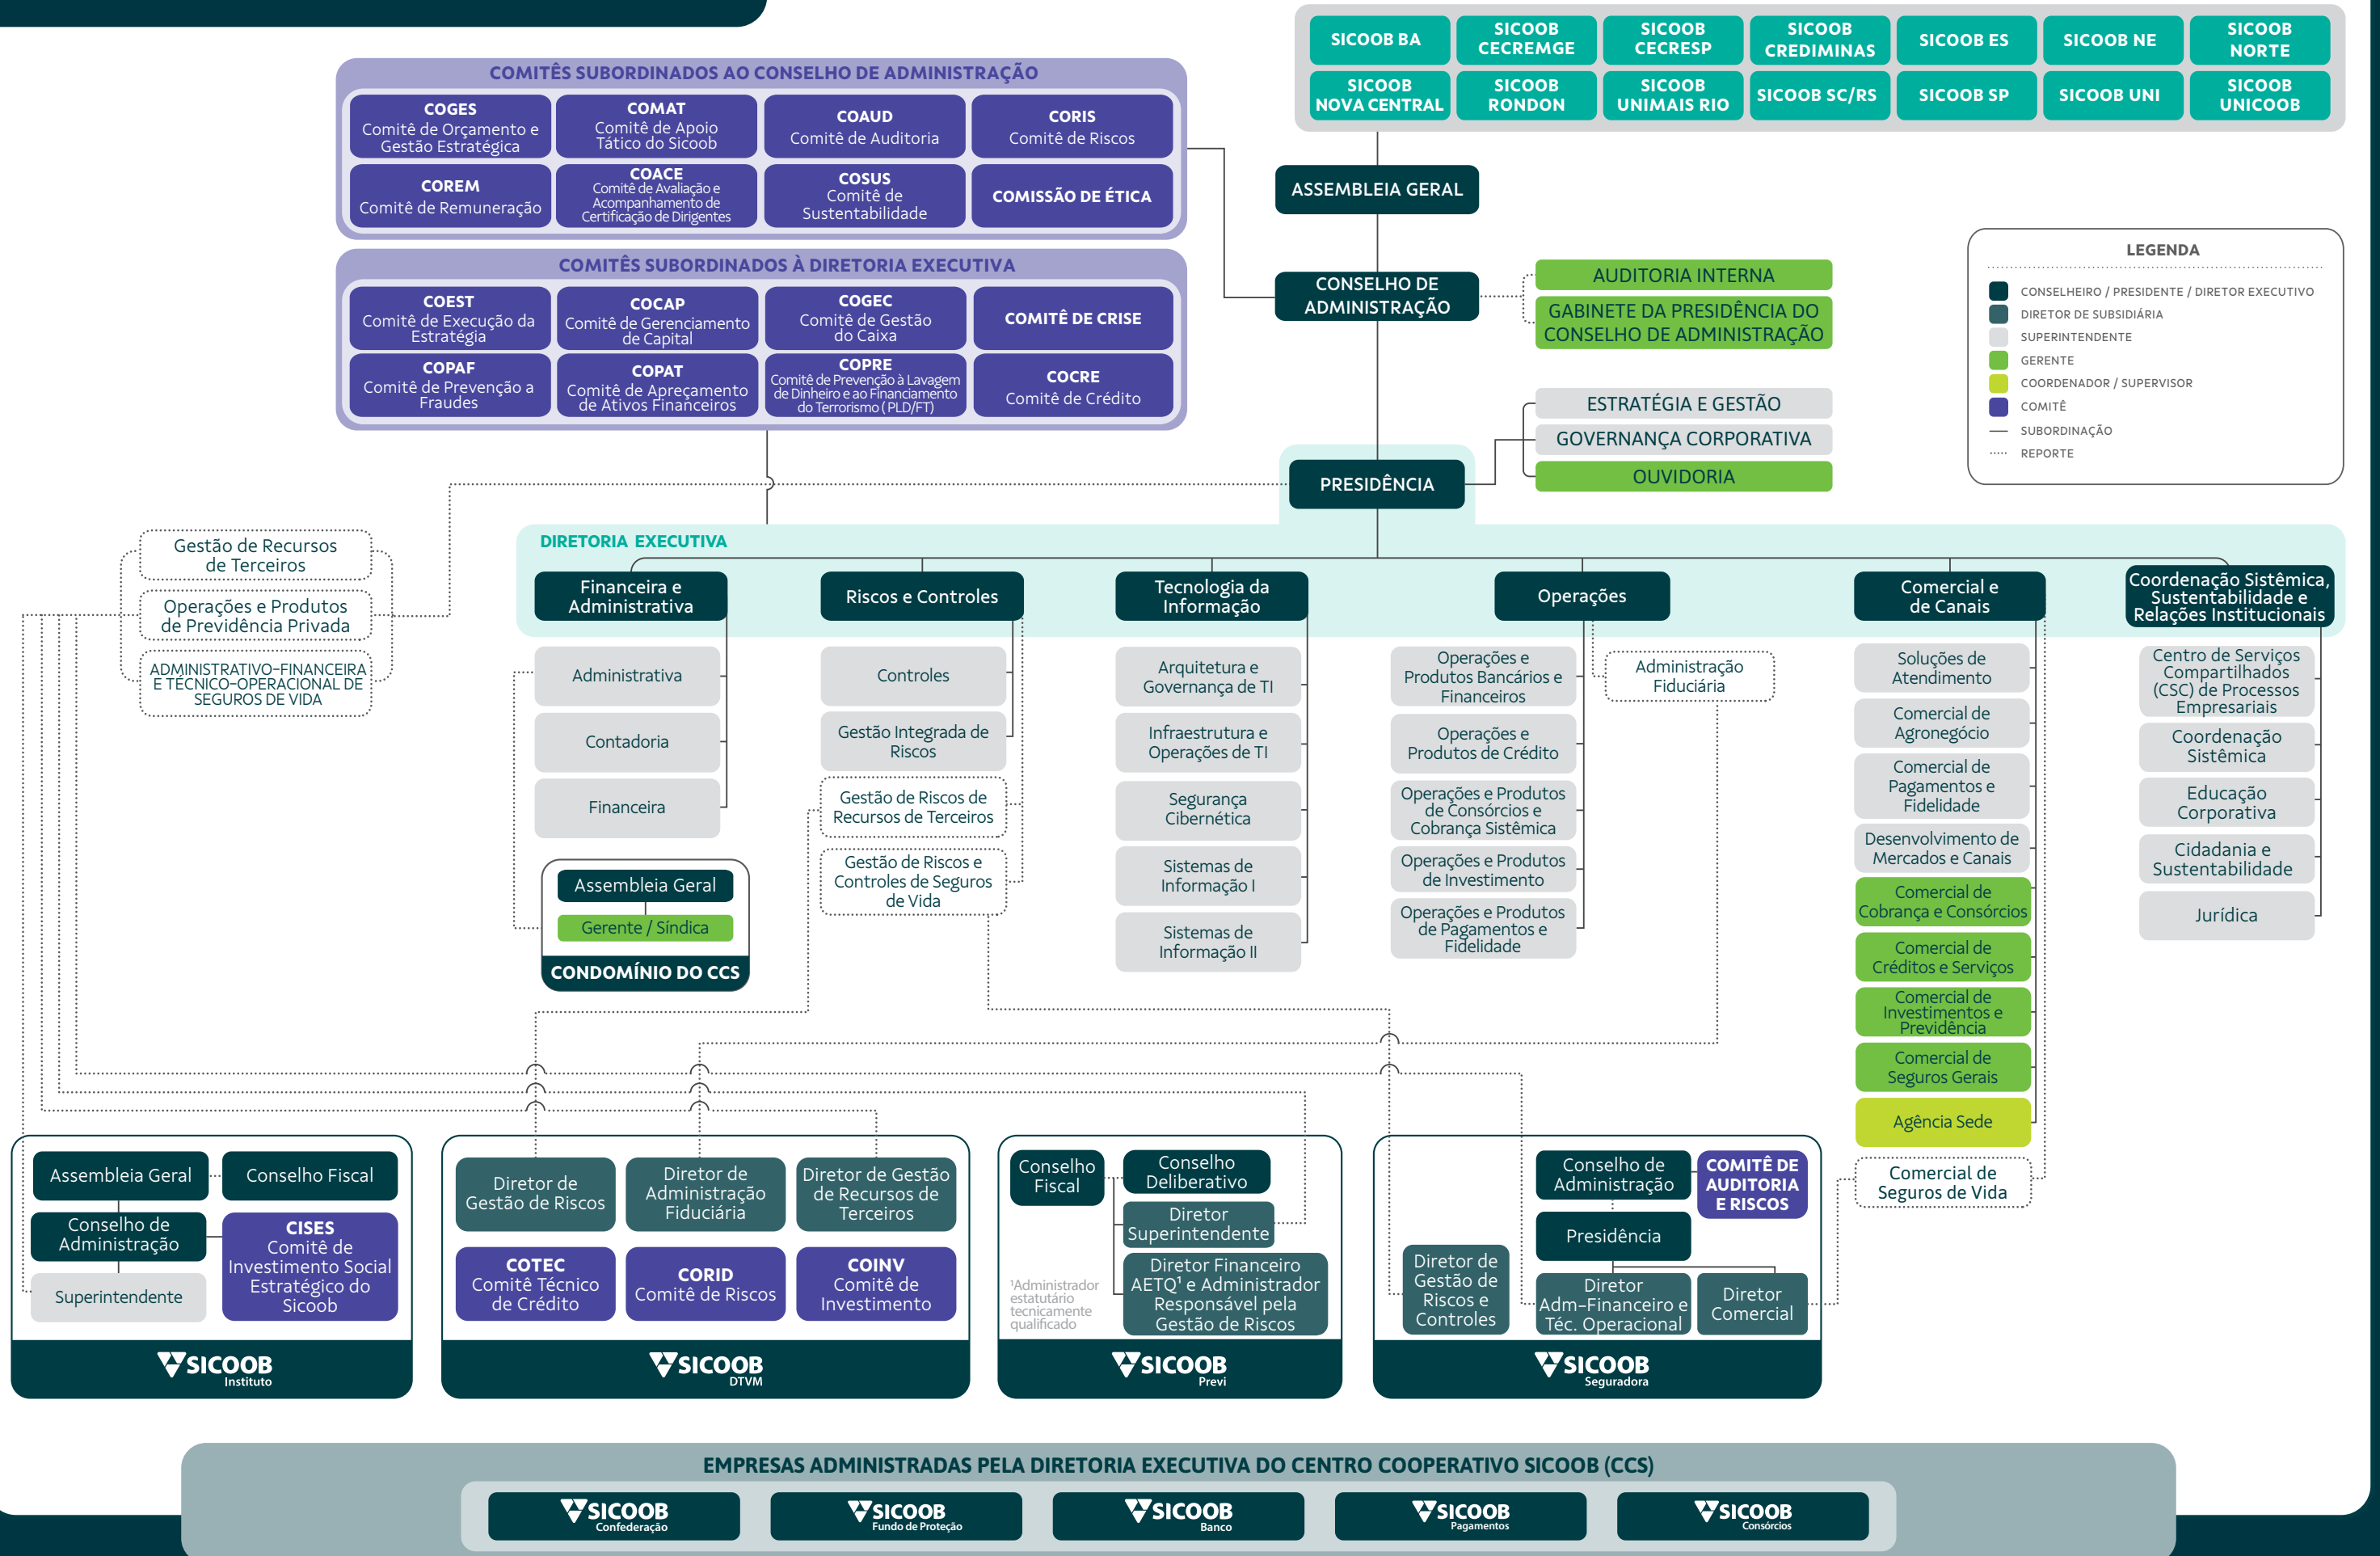 SICOOB BA
SICOOB
CECREMGE
SICOOB
CECRESP
SICOOB
CREDIMINAS
SICOOB ES
SICOOB NE
SICOOB
NORTE
SICOOB
NOVA CENTRAL
SICOOB
RONDON
SICOOB
UNIMAIS RIO
SICOOB SC/RS
SICOOB SP
SICOOB UNI
SICOOB
UNICOOB
COMITÊS SUBORDINADOS AO CONSELHO DE ADMINISTRAÇÃO
COGES
Comitê de Orçamento e
Gestão Estratégica
COMAT
Comitê de Apoio
Tático do Sicoob
COAUD
Comitê de Auditoria
CORIS
Comitê de Riscos
COREM
Comitê de Remuneração
COACE
Comitê de Avaliação e
Acompanhamento de
Certificação de Dirigentes
COSUS
Comitê de
Sustentabilidade
COMISSÃO DE ÉTICA
COMITÊS SUBORDINADOS À DIRETORIA EXECUTIVA
COEST
Comitê de Execução da
Estratégia
COCAP
Comitê de Gerenciamento
de Capital
COGEC
Comitê de Gestão
do Caixa
COMITÊ DE CRISE
COPAF
Comitê de Prevenção a
Fraudes
COPAT
Comitê de Apreçamento
de Ativos Financeiros
COPRE
Comitê de Prevenção à Lavagem
de Dinheiro e ao Financiamento
do Terrorismo ( PLD/FT)
COCRE
Comitê de Crédito
ASSEMBLEIA GERAL
CONSELHO DE
ADMINISTRAÇÃO
AUDITORIA INTERNA
GABINETE DA PRESIDÊNCIA DO
CONSELHO DE ADMINISTRAÇÃO
ESTRATÉGIA E GESTÃO
GOVERNANÇA CORPORATIVA
OUVIDORIA
PRESIDÊNCIA
LEGENDA
CONSELHEIRO / PRESIDENTE / DIRETOR EXECUTIVO
DIRETOR DE SUBSIDIÁRIA
SUPERINTENDENTE
GERENTE
COORDENADOR / SUPERVISOR
COMITÊ
SUBORDINAÇÃO
REPORTE
Gestão de Recursos
de Terceiros
Operações e Produtos
de Previdência Privada
ADMINISTRATIVO-FINANCEIRA
E TÉCNICO-OPERACIONAL DE
SEGUROS DE VIDA
DIRETORIA EXECUTIVA
Financeira e
Administrativa
Riscos e Controles
Tecnologia da
Informação
Operações
Comercial e
de Canais
Coordenação Sistêmica,
Sustentabilidade e
Relações Institucionais
Administrativa
Contadoria
Financeira
Assembleia Geral
Gerente / Síndica
CONDOMÍNIO DO CCS
Controles
Gestão Integrada de
Riscos
Gestão de Riscos de
Recursos de Terceiros
Gestão de Riscos e
Controles de Seguros
de Vida
Arquitetura e
Governança de TI
Infraestrutura e
Operações de TI
Segurança
Cibernética
Sistemas de
Informação I
Sistemas de
Informação II
Operações e
Produtos Bancários e
Financeiros
Operações e
Produtos de Crédito
Operações e Produtos
de Consórcios e
Cobrança Sistêmica
Operações e Produtos
de Investimento
Operações e Produtos
de Pagamentos e
Fidelidade
Administração
Fiduciária
Soluções de
Atendimento
Comercial de
Agronegócio
Comercial de
Pagamentos e
Fidelidade
Desenvolvimento de
Mercados e Canais
Comercial de
Cobrança e Consórcios
Comercial de
Créditos e Serviços
Comercial de
Investimentos e
Previdência
Comercial de
Seguros Gerais
Agência Sede
Comercial de
Seguros de Vida
Centro de Serviços
Compartilhados
(CSC) de Processos
Empresariais
Coordenação
Sistêmica
Educação
Corporativa
Cidadania e
Sustentabilidade
Jurídica
Assembleia Geral
Conselho Fiscal
Conselho de
Administração
CISES
Comitê de
Investimento Social
Estratégico do
Sicoob
Superintendente
SICOOB
Instituto
Diretor de
Gestão de Riscos
Diretor de
Administração
Fiduciária
Diretor de Gestão
de Recursos de
Terceiros
COTEC
Comitê Técnico
de Crédito
CORID
Comitê de Riscos
COINV
Comitê de
Investimento
SICOOB
DTVM
Conselho
Fiscal
Conselho
Deliberativo
Diretor
Superintendente
Diretor Financeiro
AETQ¹ e Administrador
Responsável pela
Gestão de Riscos
¹Administrador
estatutário
tecnicamente
qualificado
SICOOB
Previ
Conselho de
Administração
COMITÊ DE
AUDITORIA
E RISCOS
Presidência
Diretor de
Gestão de
Riscos e
Controles
Diretor
Adm-Financeiro e
Téc. Operacional
Diretor
Comercial
SICOOB
Seguradora
EMPRESAS ADMINISTRADAS PELA DIRETORIA EXECUTIVA DO CENTRO COOPERATIVO SICOOB (CCS)
SICOOB
Confederação
SICOOB
Fundo de Proteção
SICOOB
Banco
SICOOB
Pagamentos
SICOOB
Consórcios